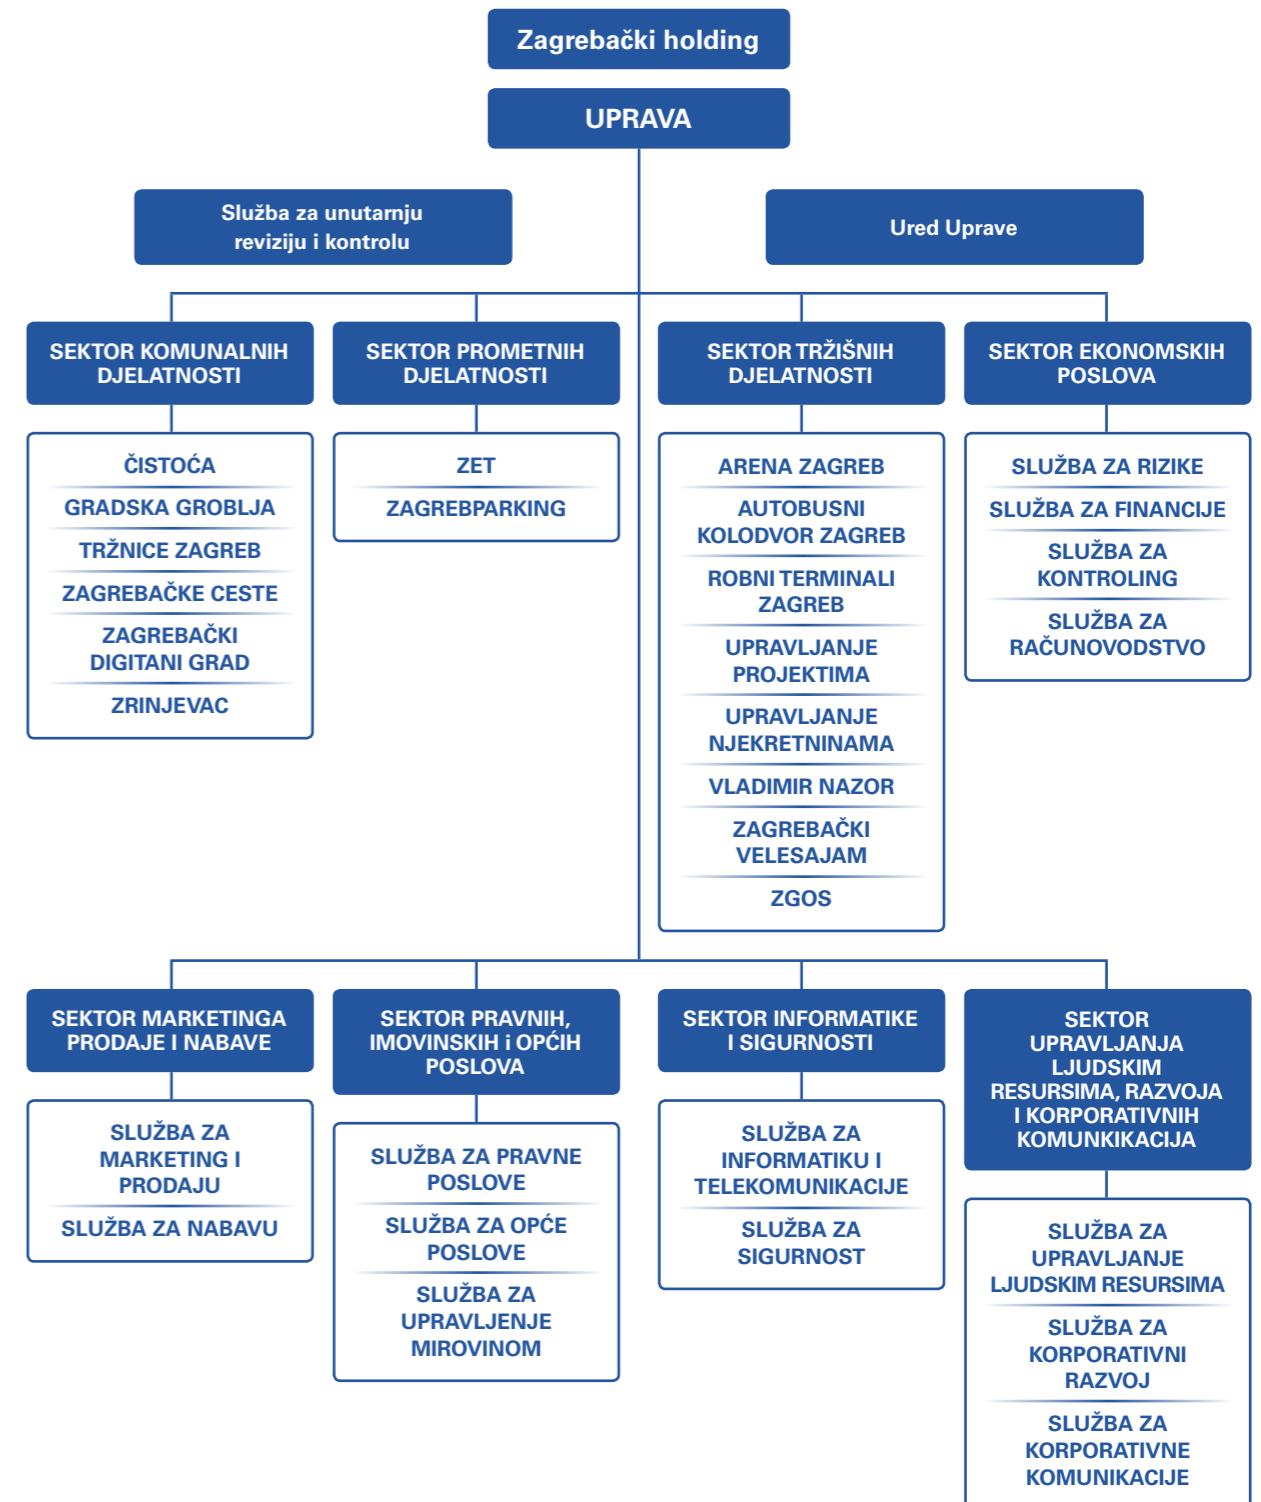 Zagrebački holding
UPRAVA
Služba za unutarnju
reviziju i kontrolu
Ured Uprave
SEKTOR KOMUNALNIH
DJELATNOSTI
ČISTOĆA
GRADSKA GROBLJA
TRŽNICE ZAGREB
ZAGREBAČKE CESTE
ZAGREBAČKI
DIGITANI GRAD
ZRINJEVAC
SEKTOR PROMETNIH
DJELATNOSTI
ZET
ZAGREBPARKING
SEKTOR TRŽIŠNIH
DJELATNOSTI
ARENA ZAGREB
AUTOBUSNI
KOLODVOR ZAGREB
ROBNI TERMINALI
ZAGREB
UPRAVLJANJE
PROJEKTIMA
UPRAVLJANJE
NJEKRETNINAMA
VLADIMIR NAZOR
ZAGREBAČKI
VELESAJAM
ZGOS
SEKTOR EKONOMSKIH
POSLOVA
SLUŽBA ZA RIZIKE
SLUŽBA ZA FINANCIJE
SLUŽBA ZA
KONTROLING
SLUŽBA ZA
RAČUNOVODSTVO
SEKTOR MARKETINGA
PRODAJE I NABAVE
SLUŽBA ZA
MARKETING I
PRODAJU
SLUŽBA ZA NABAVU
SEKTOR PRAVNIH,
IMOVINSKIH i OPĆIH
POSLOVA
SLUŽBA ZA PRAVNE
POSLOVE
SLUŽBA ZA OPĆE
POSLOVE
SLUŽBA ZA
UPRAVLJENJE
MIROVINOM
SEKTOR INFORMATIKE
I SIGURNOSTI
SLUŽBA ZA
INFORMATIKU I
TELEKOMUNIKACIJE
SLUŽBA ZA
SIGURNOST
SEKTOR
UPRAVLJANJA
LJUDSKIM
RESURSIMA, RAZVOJA
I KORPORATIVNIH
KOMUNKIKACIJA
SLUŽBA ZA
UPRAVLJANJE
LJUDSKIM RESURSIMA
SLUŽBA ZA
KORPORATIVNI
RAZVOJ
SLUŽBA ZA
KORPORATIVNE
KOMUNIKACIJE